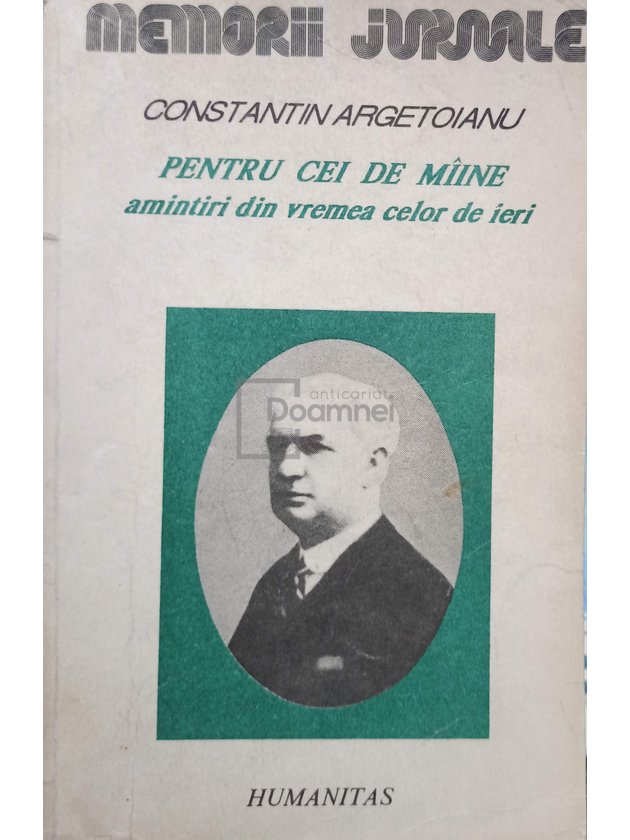 MEMORII JURNALE
CONSTANTIN ARGETOIANU
PENTRU CEI DE MÎINE
amintiri din vremea celor de ieri
anticariat
Doamnei
HUMANITAS